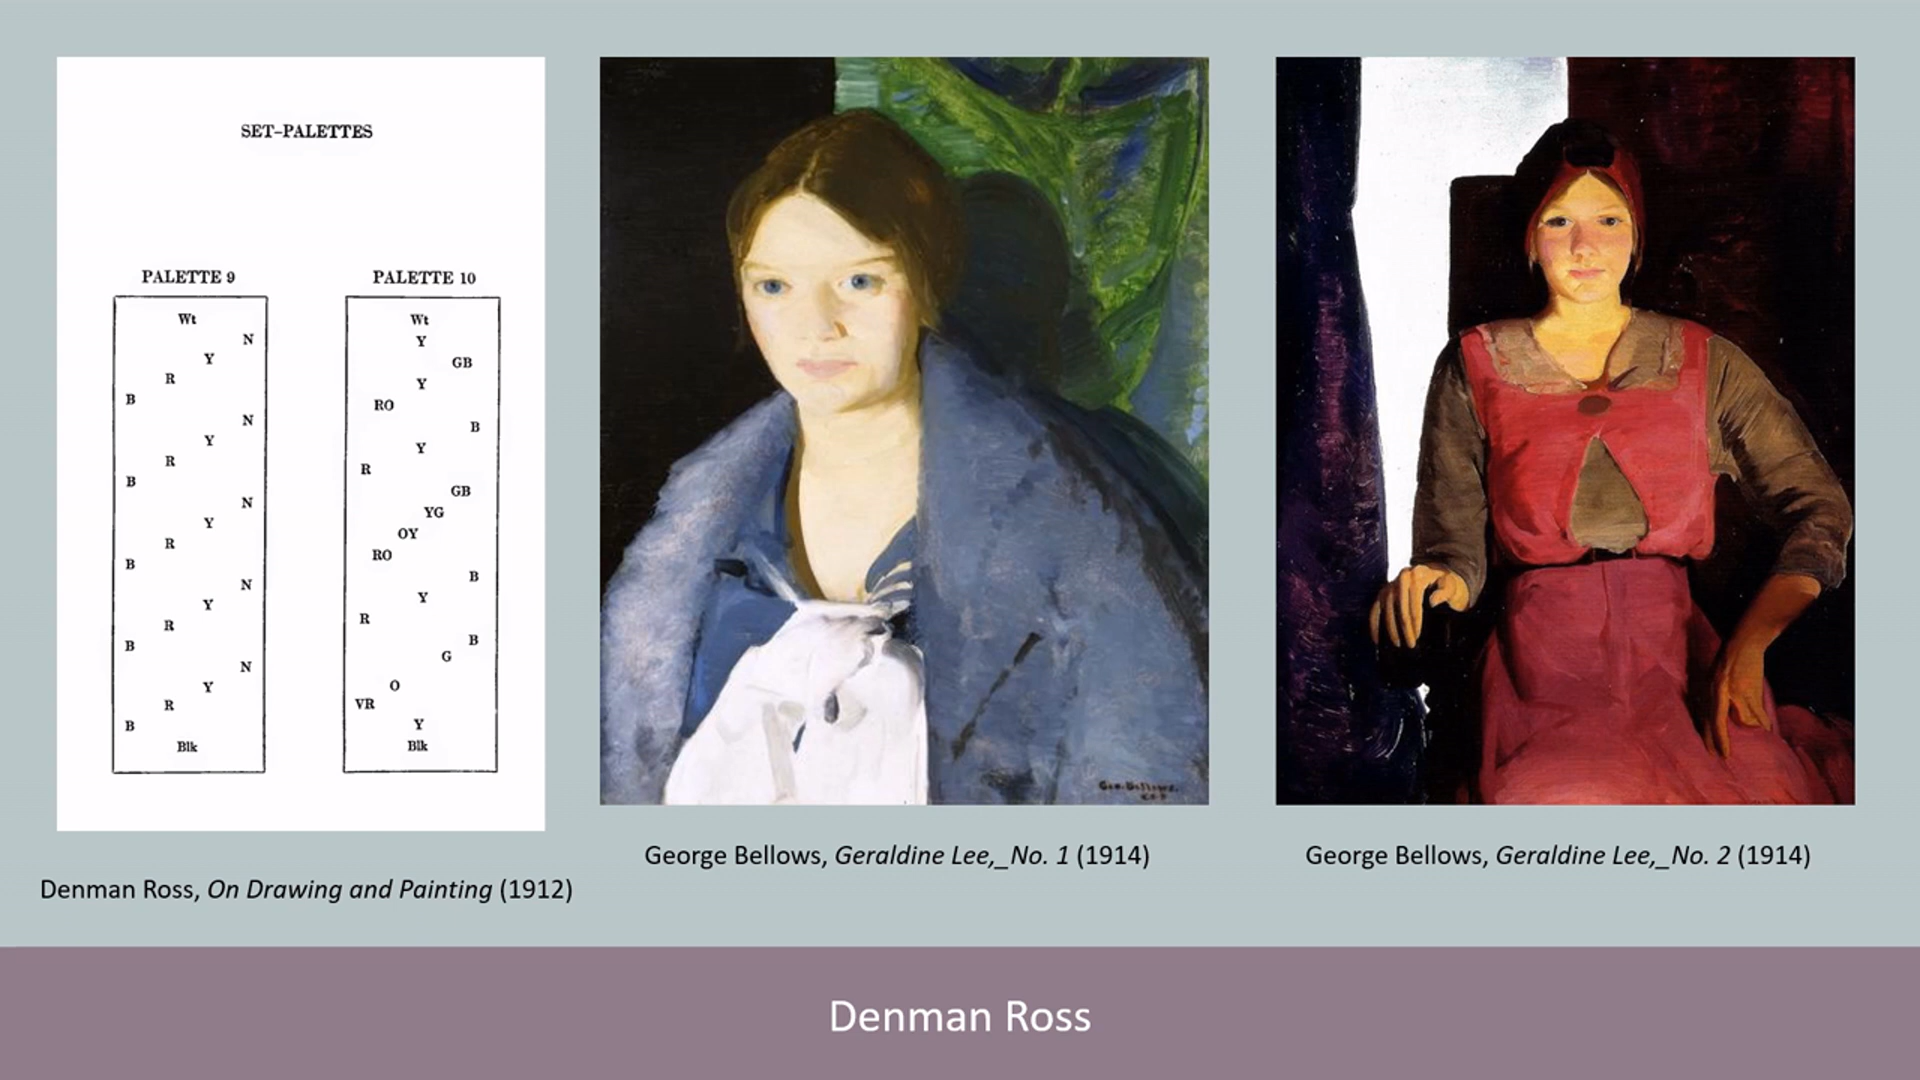 SET–PALETTES
PALETTE 9
Wt
N
Y
R
B
N
Y
R
B
N
Y
R
B
N
Y
R
B
N
Y
R
B
Blk
PALETTE 10
Wt
Y
GB
Y
RO
B
Y
R
GB
YG
OY
RO
B
Y
R
B
G
O
VR
Y
Blk
Denman Ross, On Drawing and Painting (1912)
George Bellows, Geraldine Lee,_No. 1 (1914)
George Bellows, Geraldine Lee,_No. 2 (1914)
Denman Ross